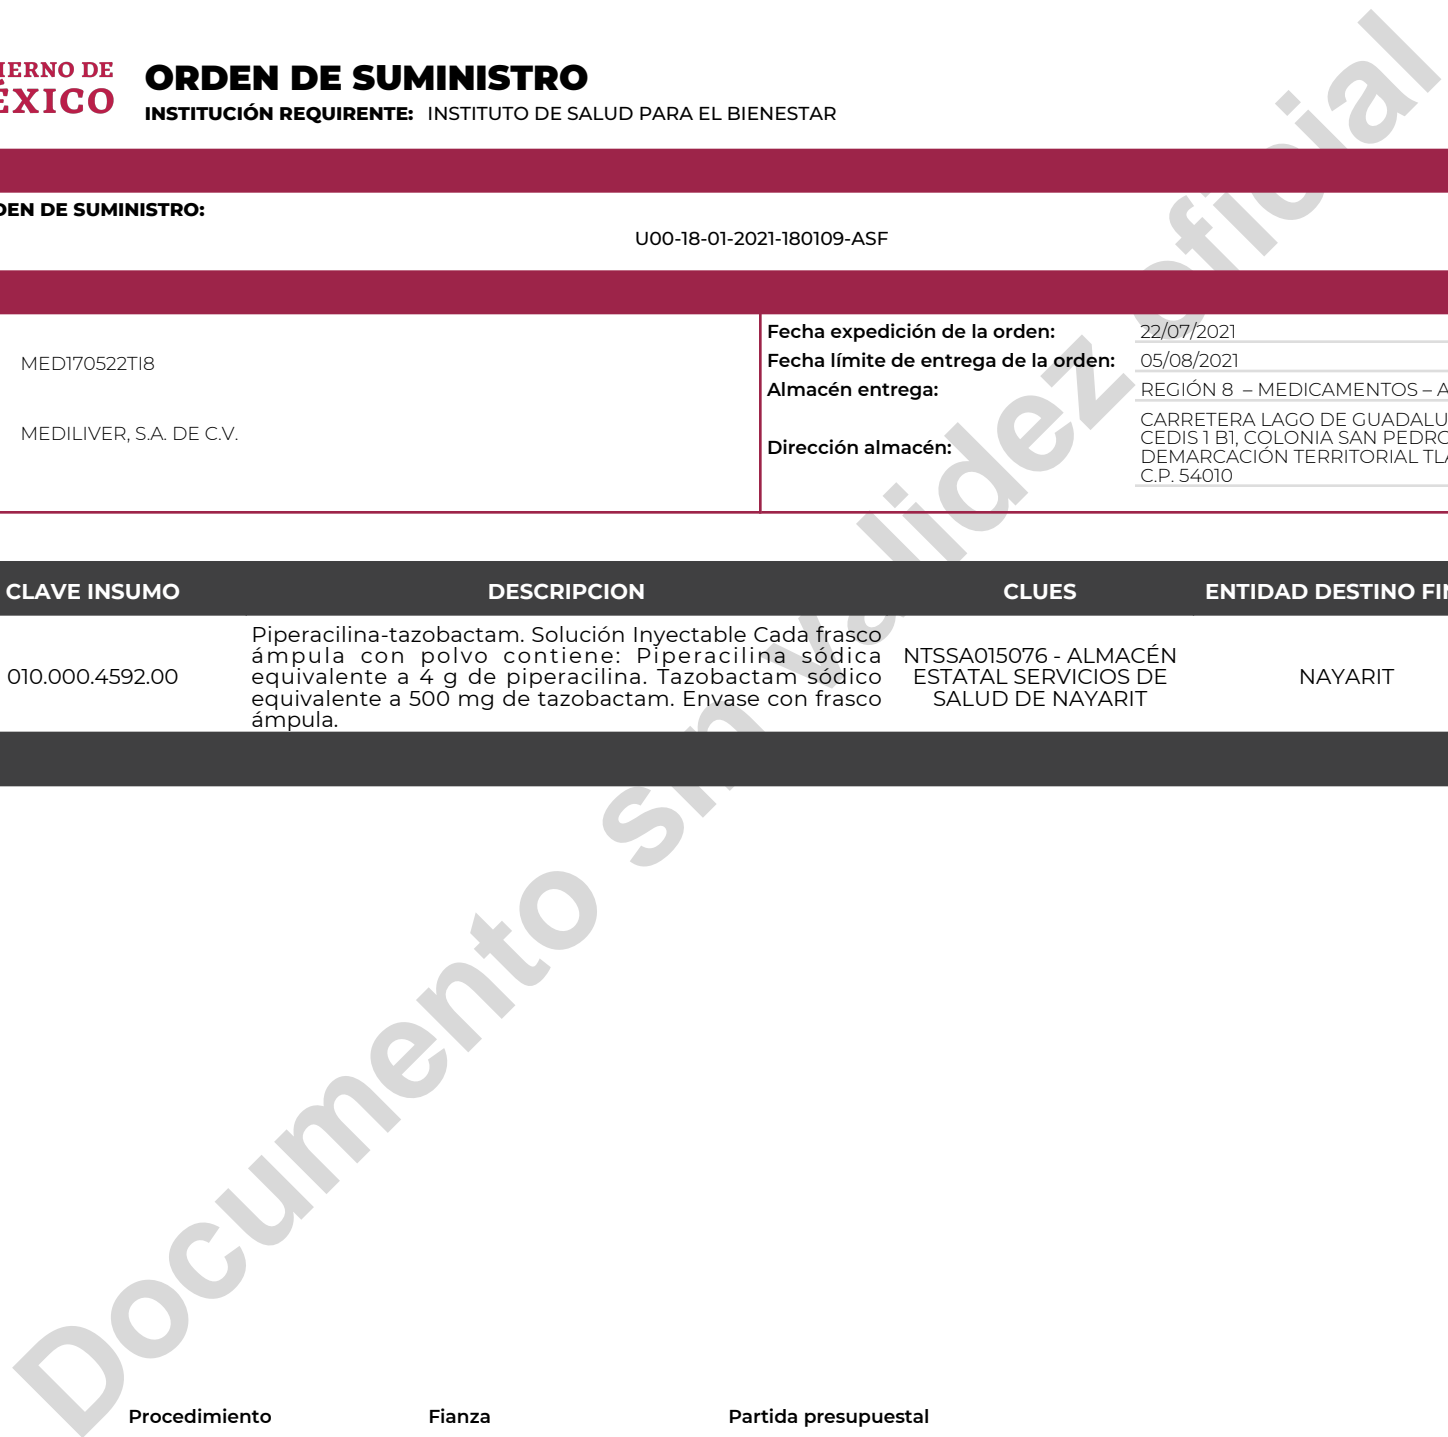 IERNO DE
ÉXICO
ORDEN DE SUMINISTRO
INSTITUCIÓN REQUIRENTE: INSTITUTO DE SALUD PARA EL BIENESTAR
DEN DE SUMINISTRO:
U00-18-01-2021-180109-ASF
MED170522TI8
MEDILIVER, S.A. DE C.V.
Fecha expedición de la orden: 22/07/2021
Fecha límite de entrega de la orden: 05/08/2021
Almacén entrega: REGIÓN 8 – MEDICAMENTOS – A
Dirección almacén:
CARRETERA LAGO DE GUADALU
CEDIS 1 B1, COLONIA SAN PEDRO
DEMARCACIÓN TERRITORIAL TLA
C.P. 54010
CLAVE INSUMO DESCRIPCION CLUES ENTIDAD DESTINO FIN
010.000.4592.00
Piperacilina-tazobactam. Solución Inyectable Cada frasco
ámpula con polvo contiene: Piperacilina sódica
equivalente a 4 g de piperacilina. Tazobactam sódico
equivalente a 500 mg de tazobactam. Envase con frasco
ámpula.
NTSSA015076 - ALMACÉN
ESTATAL SERVICIOS DE
SALUD DE NAYARIT
NAYARIT
Documento sin validez oficial
Procedimiento Fianza Partida presupuestal